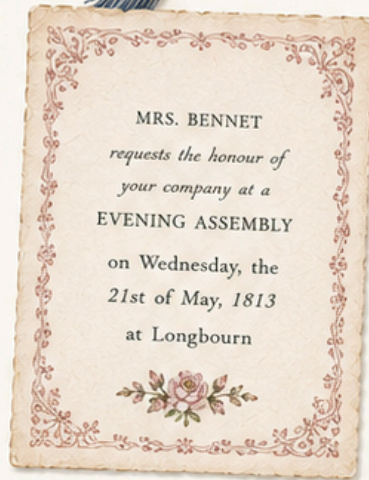 MRS. BENNET
requests the honour of
your company at a
EVENING ASSEMBLY
on Wednesday, the
21st of May, 1813
at Longbourn